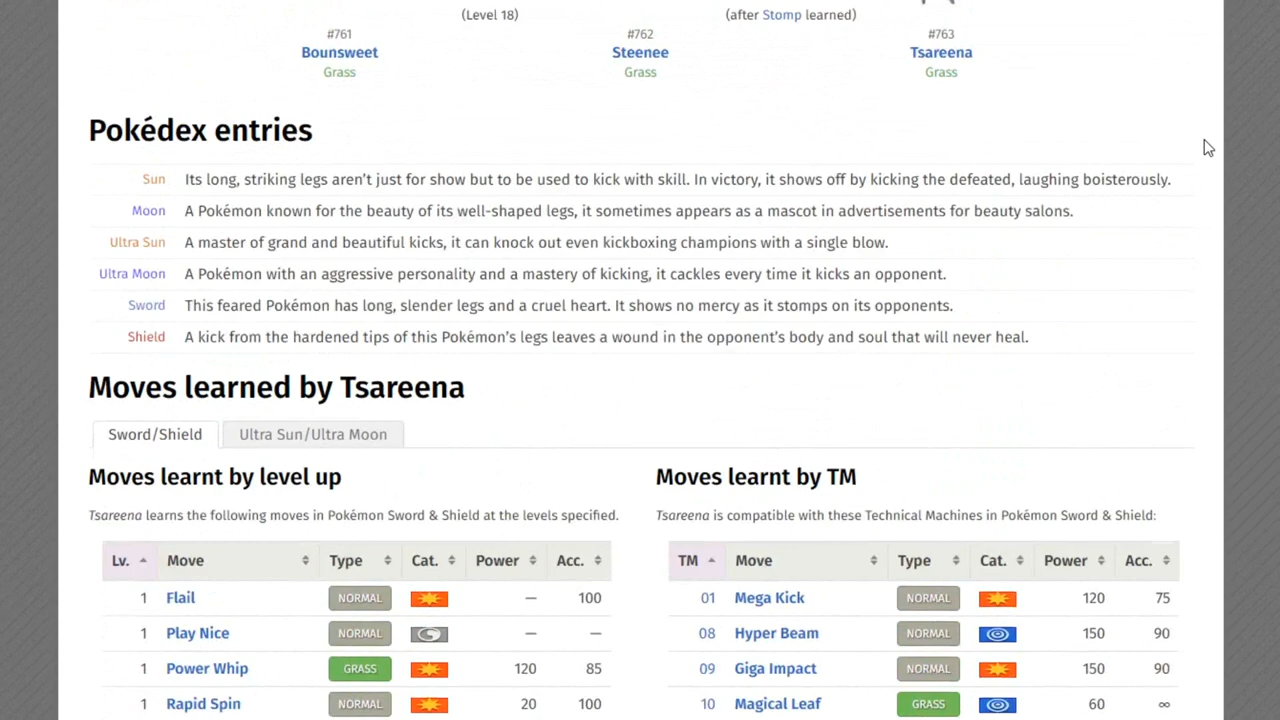 (Level 18)
(after Stomp learned)
#761
Bounsweet
Grass
#762
Steenee
Grass
#763
Tsareena
Grass
Pokédex entries
Sun Its long, striking legs aren't just for show but to be used to kick with skill. In victory, it shows off by kicking the defeated, laughing boisterously.
Moon A Pokémon known for the beauty of its well-shaped legs, it sometimes appears as a mascot in advertisements for beauty salons.
Ultra Sun A master of grand and beautiful kicks, it can knock out even kickboxing champions with a single blow.
Ultra Moon A Pokémon with an aggressive personality and a mastery of kicking, it cackles every time it kicks an opponent.
Sword This feared Pokémon has long, slender legs and a cruel heart. It shows no mercy as it stomps on its opponents.
Shield A kick from the hardened tips of this Pokémon's legs leaves a wound in the opponent's body and soul that will never heal.
Moves learned by Tsareena
Sword/Shield
Ultra Sun/Ultra Moon
Moves learnt by level up
Tsareena learns the following moves in Pokémon Sword & Shield at the levels specified.
Lv. Move Type Cat. Power Acc.
1 Flail NORMAL — 100
1 Play Nice NORMAL — —
1 Power Whip GRASS 120 85
1 Rapid Spin NORMAL 20 100
Moves learnt by TM
Tsareena is compatible with these Technical Machines in Pokémon Sword & Shield:
TM Move Type Cat. Power Acc.
01 Mega Kick NORMAL 120 75
08 Hyper Beam NORMAL 150 90
09 Giga Impact NORMAL 150 90
10 Magical Leaf GRASS 60 ∞